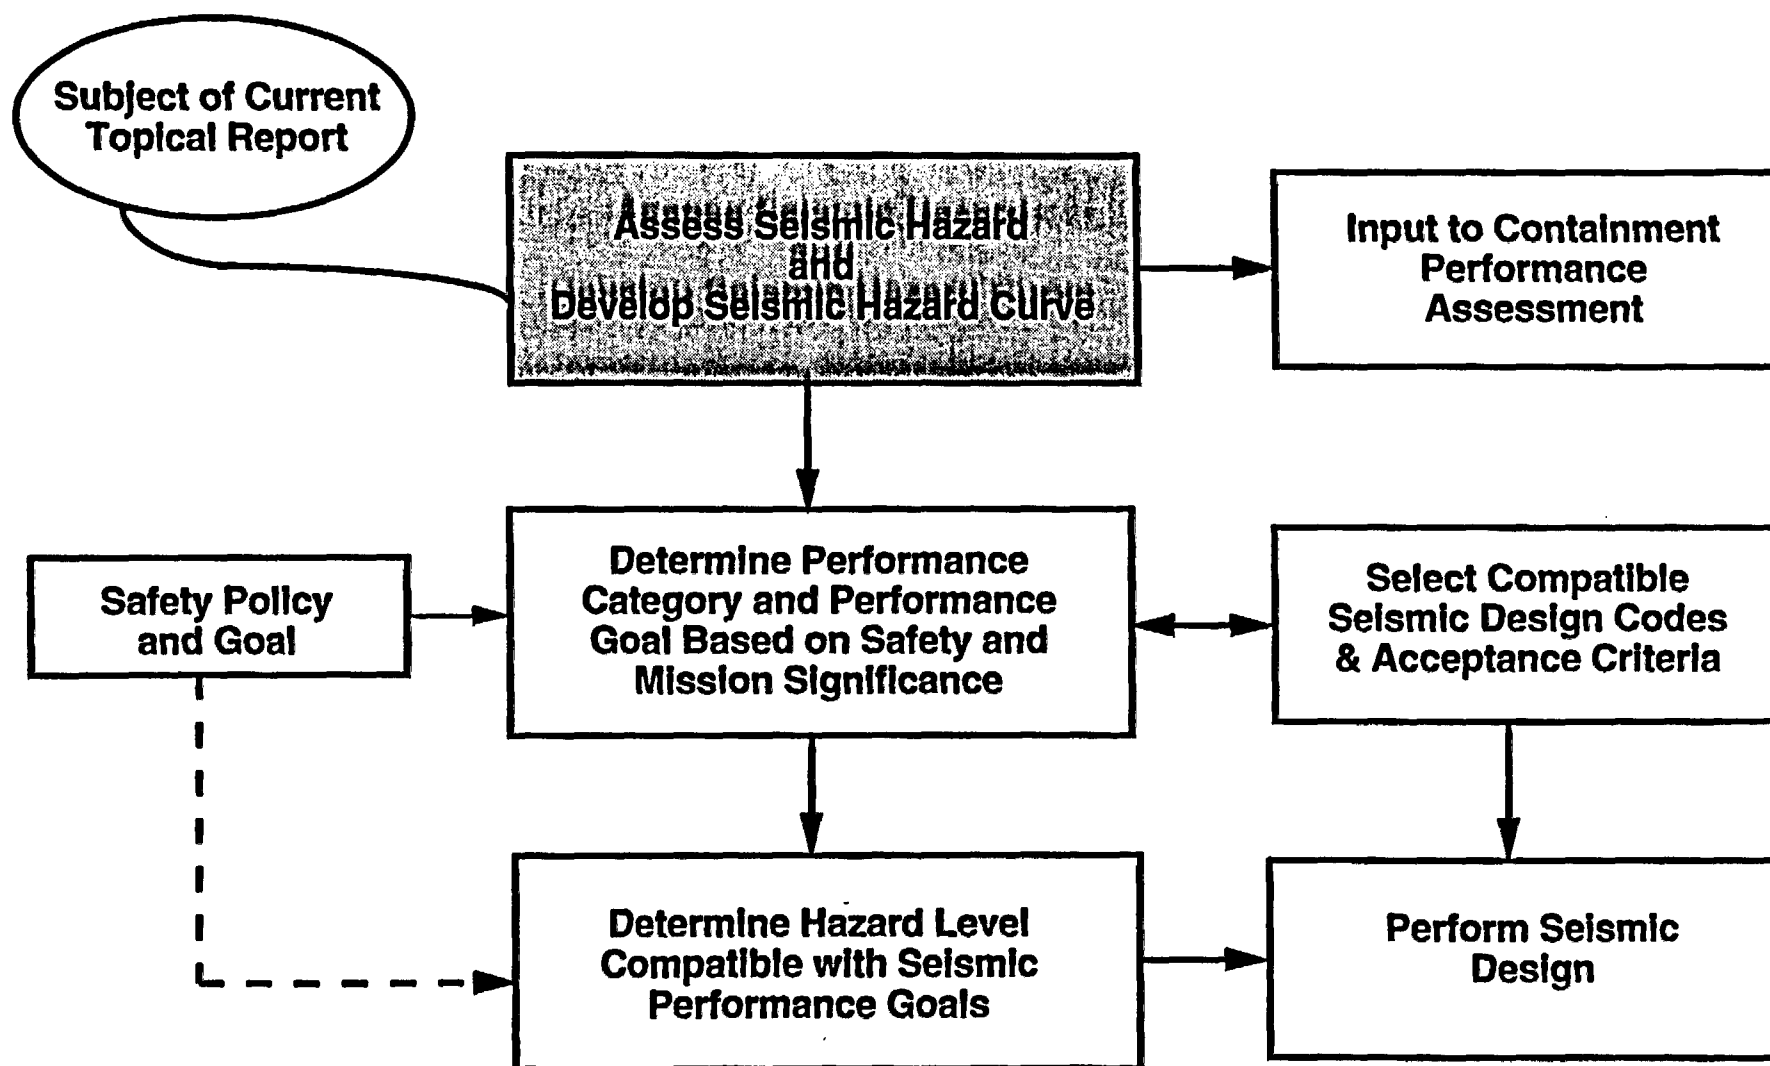 Subject of Current
Topical Report
Assess Seismic Hazard
and
Develop Seismic Hazard Curve
Input to Containment
Performance
Assessment
Safety Policy
and Goal
Determine Performance
Category and Performance
Goal Based on Safety and
Mission Significance
Select Compatible
Seismic Design Codes
& Acceptance Criteria
Determine Hazard Level
Compatible with Seismic
Performance Goals
Perform Seismic
Design